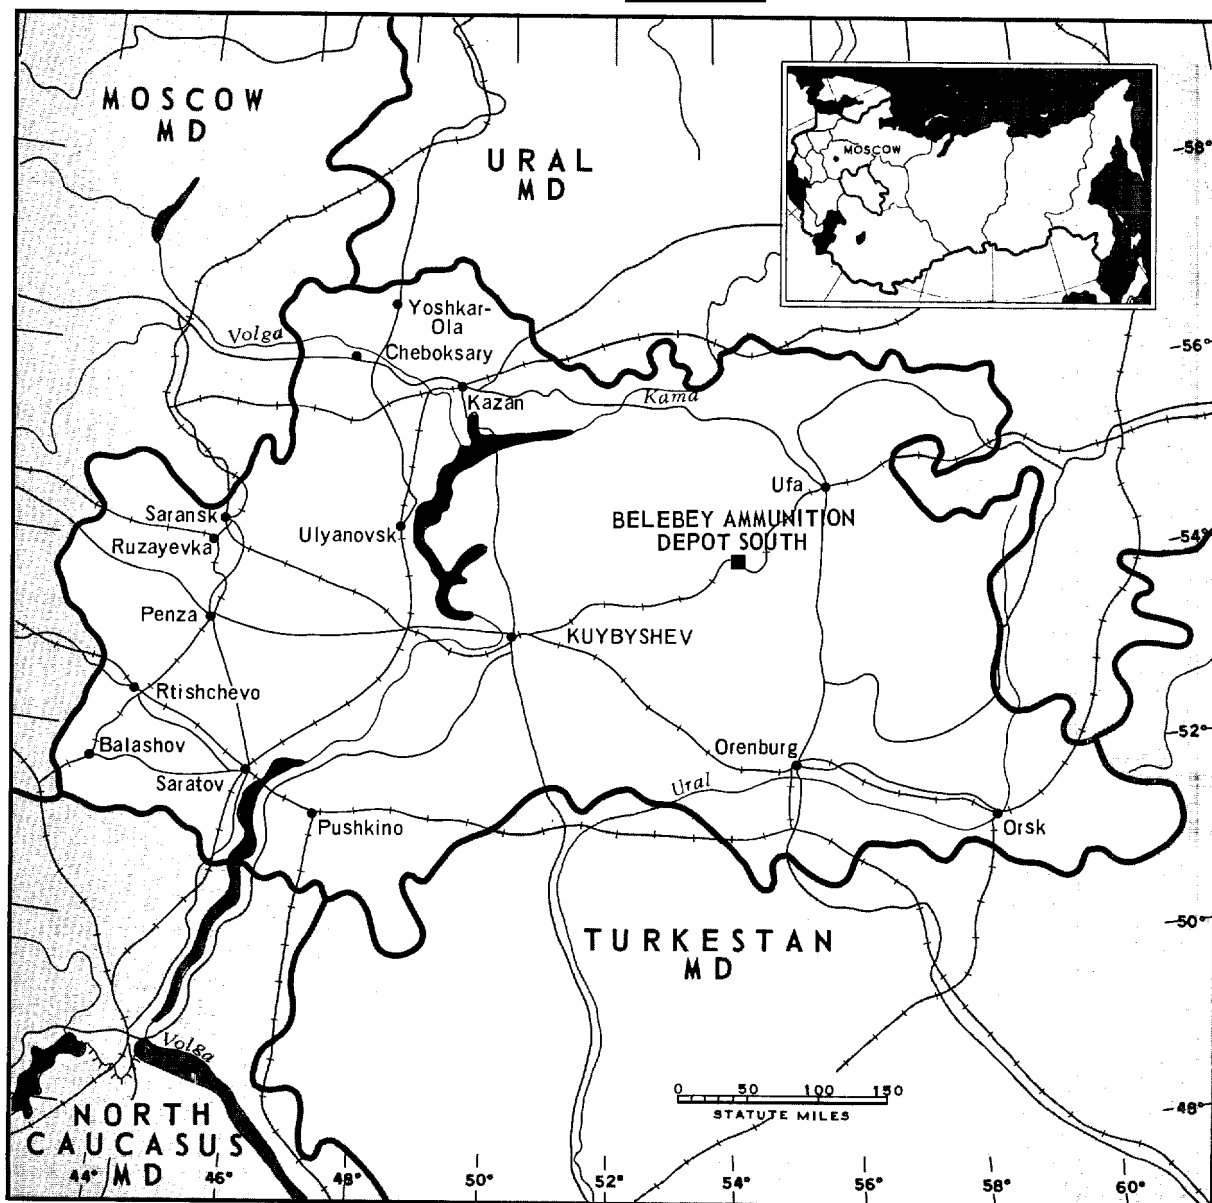 MOSCOW
MD
URAL
MD
MOSCOW
58°
Yoshkar-
Ola
Volga
Cheboksary
56°
Kazan
Kama
Ufa
Saransk
Ruzayevka
Ulyanovsk
BELEBEY AMMUNITION
DEPOT SOUTH
54°
Penza
KUYBYSHEV
Rtishchevo
52°
Balashov
Saratov
Orenburg
Ural
Pushkino
Orsk
TURKESTAN
MD
50°
Volga
0 50 100 150
STATUTE MILES
48°
NORTH
CAUCASUS
MD
44° 46° 48° 50° 52° 54° 56° 58° 60°